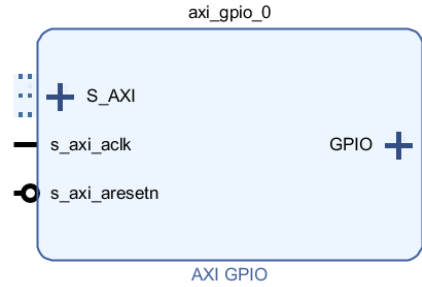 axi_gpio_0
S_AXI
s_axi_aclk
GPIO
s_axi_aresetn
AXI GPIO